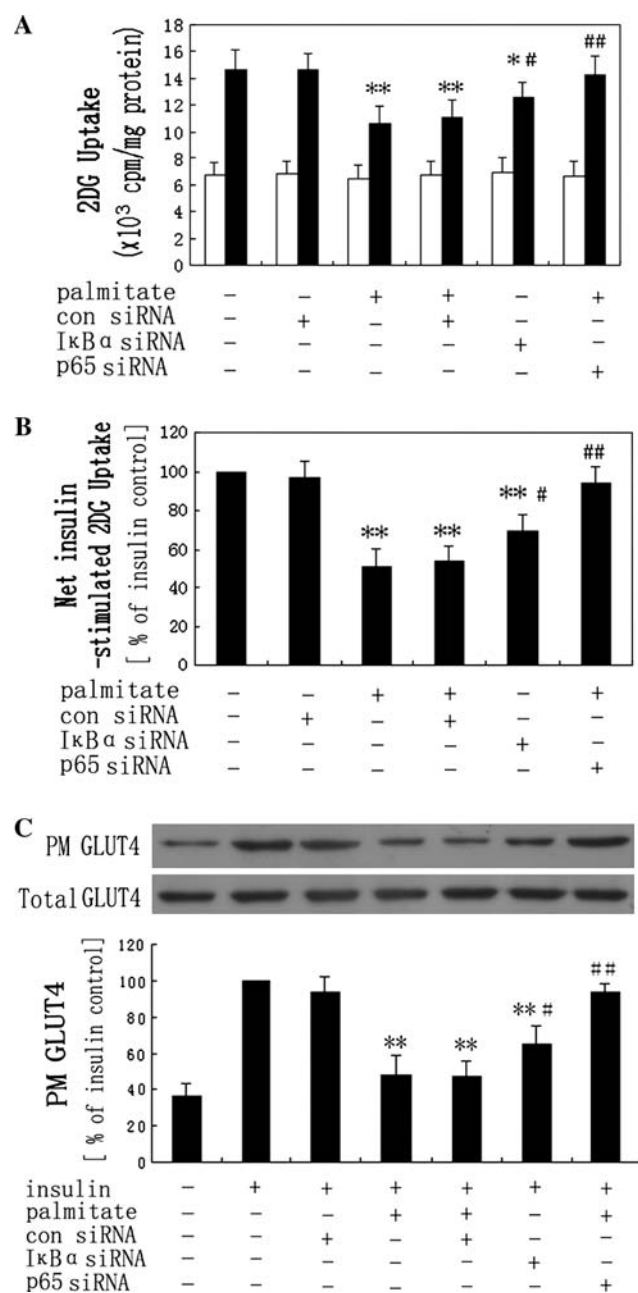 A
2DG Uptake
(x10³ cpm/mg protein)
18
16
14
12
10
8
6
4
2
0
** ** * # ##
palmitate − − + + − +
con siRNA − + − + − −
IκBα siRNA − − − − + −
p65 siRNA − − − − − +
B
Net insulin
-stimulated 2DG Uptake
[ % of insulin control]
120
100
80
60
40
20
0
** ** ** # ##
palmitate − − + + − +
con siRNA − + − + − −
IκBα siRNA − − − − + −
p65 siRNA − − − − − +
C
PM GLUT4
Total GLUT4
PM GLUT4
[ % of insulin control]
120
100
80
60
40
20
0
** ** ** # ##
insulin − + + + + + +
palmitate − − − + + − +
con siRNA − − + − + − −
IκBα siRNA − − − − − + −
p65 siRNA − − − − − − +